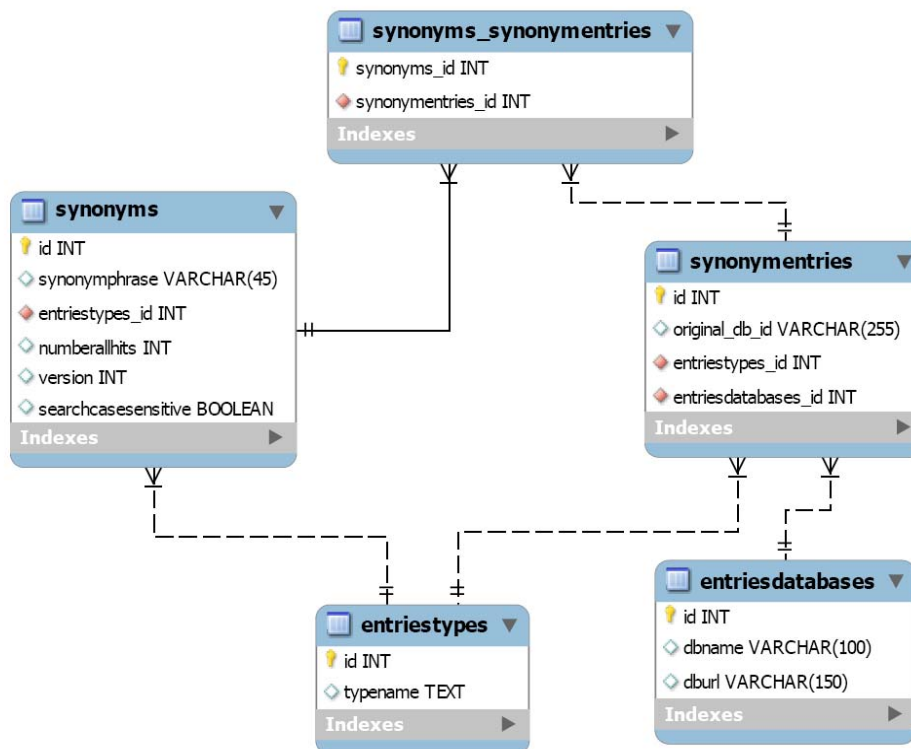 synonyms_synonymentries
synonyms_id INT
synonymentries_id INT
Indexes
synonyms
id INT
synonymphrase VARCHAR(45)
entriestypes_id INT
numberallhits INT
version INT
searchcasesensitive BOOLEAN
Indexes
synonymentries
id INT
original_db_id VARCHAR(255)
entriestypes_id INT
entriesdatabases_id INT
Indexes
entriestypes
id INT
typename TEXT
Indexes
entriesdatabases
id INT
dbname VARCHAR(100)
dburl VARCHAR(150)
Indexes